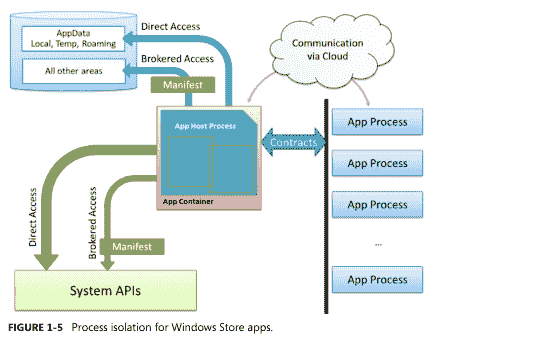 Direct Access
AppData
Local, Temp, Roaming
Brokered Access
All other areas
Manifest
Communication
via Cloud
App Host Process
Contracts
App Container
App Process
App Process
App Process
...
App Process
Direct Access
Brokered Access
Manifest
System APIs
FIGURE 1-5 Process isolation for Windows Store apps.